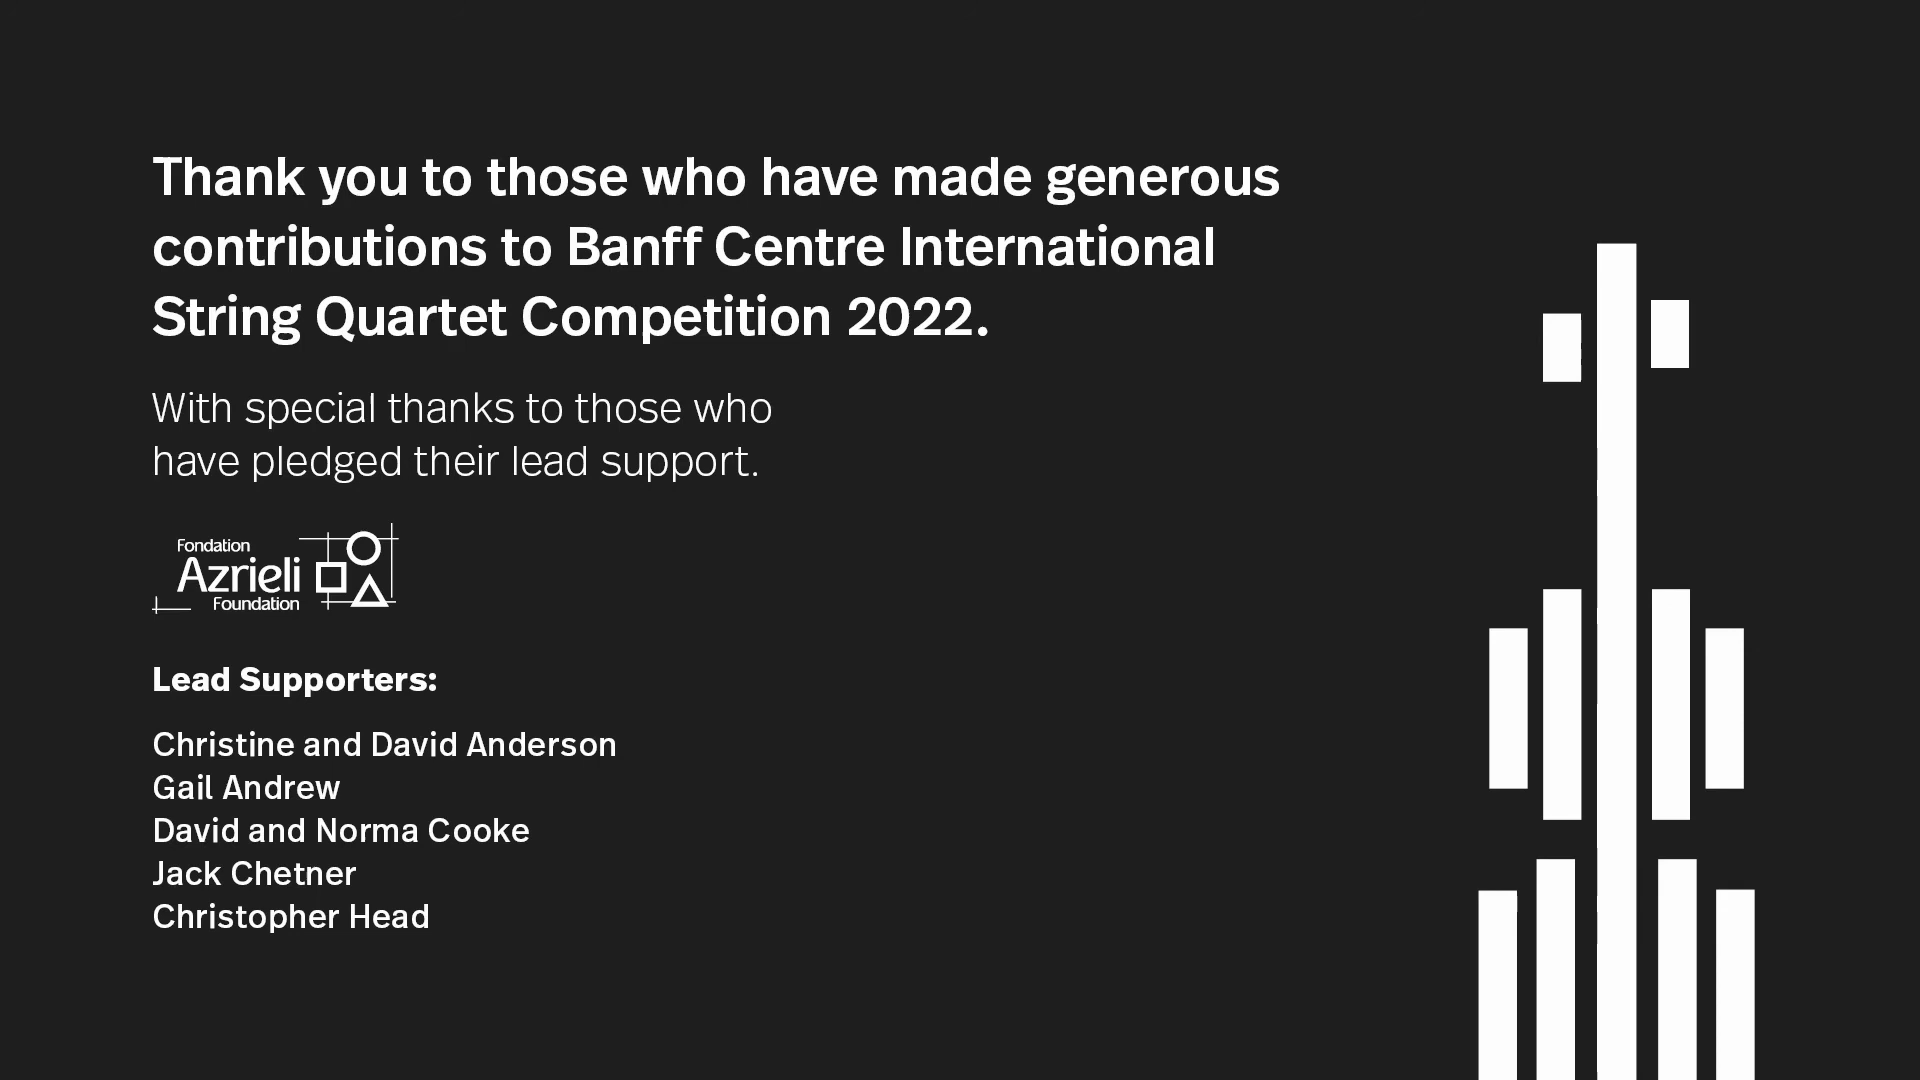 Thank you to those who have made generous
contributions to Banff Centre International
String Quartet Competition 2022.
With special thanks to those who
have pledged their lead support.
Fondation
Azrieli
Foundation
Lead Supporters:
Christine and David Anderson
Gail Andrew
David and Norma Cooke
Jack Chetner
Christopher Head